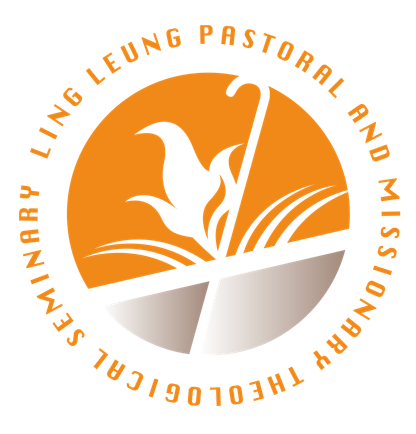 LING LEUNG PASTORAL AND MISSIONARY THEOLOGICAL SEMINARY